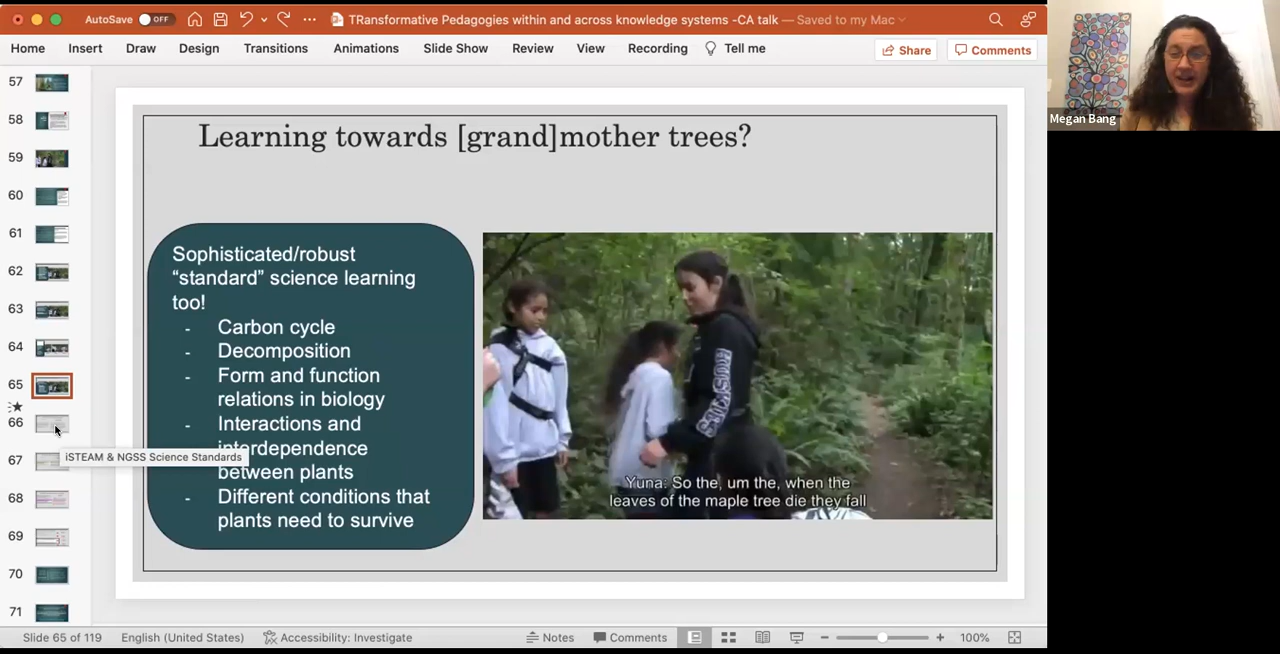 AutoSave OFF
TRansformative Pedagogies within and across knowledge systems -CA talk — Saved to my Mac
Home Insert Draw Design Transitions Animations Slide Show Review View Recording Tell me
Share Comments
57
58
59
60
61
62
63
64
65
66
67
68
69
70
71
iSTEAM & NGSS Science Standards
Learning towards [grand]mother trees?
Sophisticated/robust
“standard” science learning
too!
- Carbon cycle
- Decomposition
- Form and function
relations in biology
- Interactions and
interdependence
between plants
- Different conditions that
plants need to survive
Yuna: So the, um the, when the
leaves of the maple tree die they fall
Megan Bang
Slide 65 of 119 English (United States) Accessibility: Investigate Notes Comments 100%